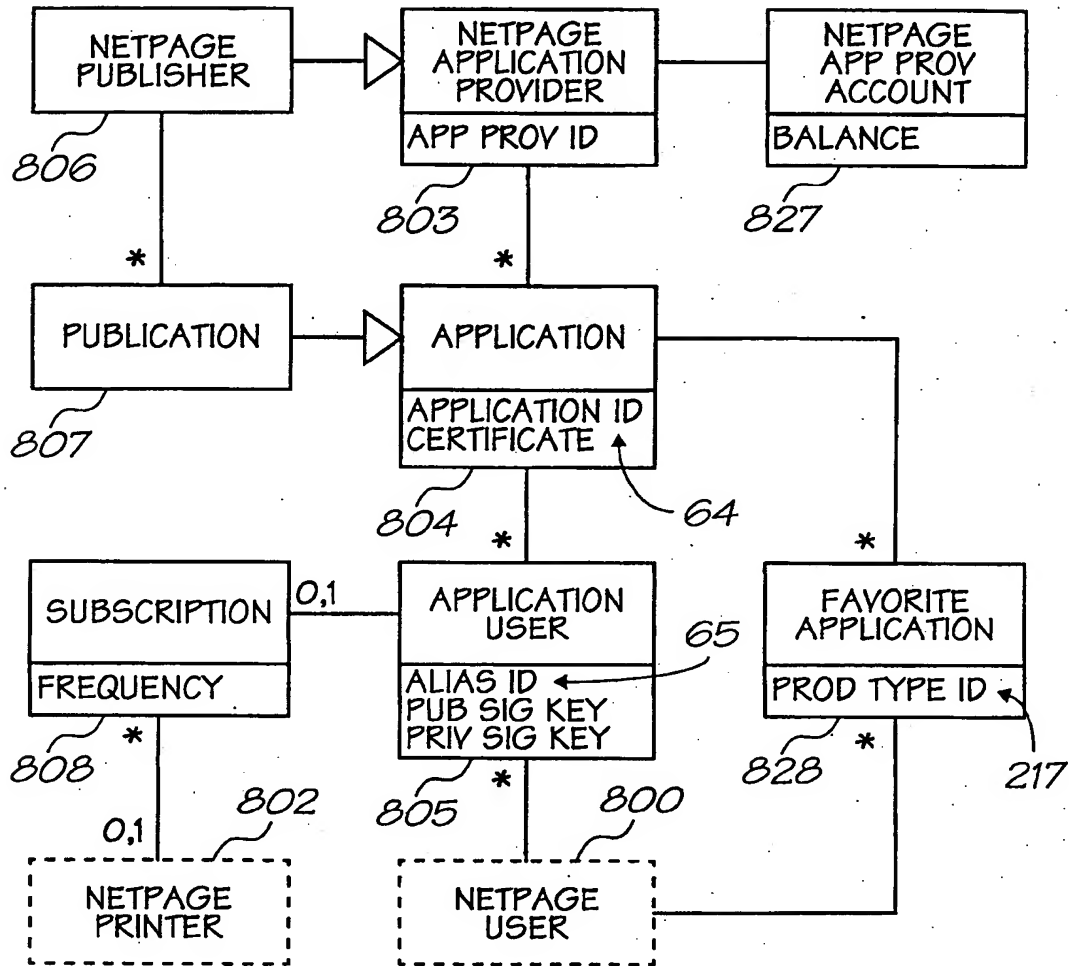 NETPAGE
PUBLISHER
806
NETPAGE
APPLICATION
PROVIDER
APP PROV ID
803
NETPAGE
APP PROV
ACCOUNT
BALANCE
827
*
*
PUBLICATION
807
APPLICATION
APPLICATION ID
CERTIFICATE
804
64
*
*
SUBSCRIPTION
FREQUENCY
808
0,1
APPLICATION
USER
ALIAS ID
PUB SIG KEY
PRIV SIG KEY
805
65
FAVORITE
APPLICATION
PROD TYPE ID
828
217
*
*
*
0,1
802
800
NETPAGE
PRINTER
NETPAGE
USER